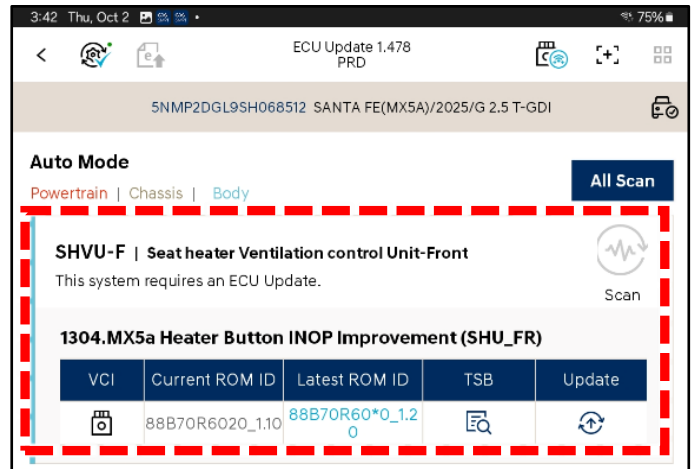 3:42 Thu, Oct 2 75%
ECU Update 1.478
PRD
5NMP2DGL9SH068512 SANTA FE(MX5A)/2025/G 2.5 T-GDI
Auto Mode
All Scan
Powertrain | Chassis | Body
SHVU-F | Seat heater Ventilation control Unit-Front
This system requires an ECU Update.
Scan
1304.MX5a Heater Button INOP Improvement (SHU_FR)
VCI Current ROM ID Latest ROM ID TSB Update
88B70R6020_1.10 88B70R60*0_1.2
0